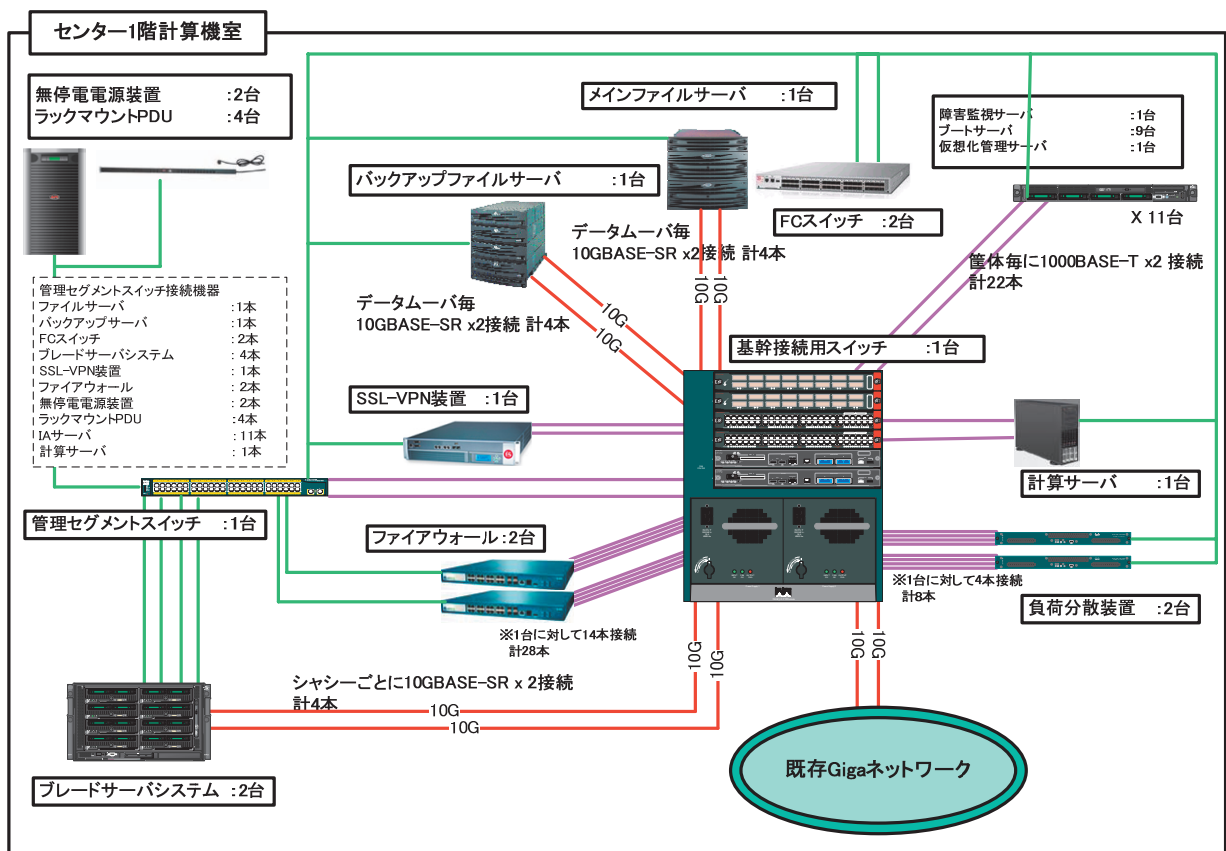 センター1階計算機室
無停電電源装置 :2台
ラックマウントPDU :4台
メインファイルサーバ :1台
障害監視サーバ :1台
ブートサーバ :9台
仮想化管理サーバ :1台
X 11台
バックアップファイルサーバ :1台
FCスイッチ :2台
データムーバ毎
10GBASE-SR x2接続 計4本
10G
10G
筐体毎に1000BASE-T x2 接続
計22本
データムーバ毎
10GBASE-SR x2接続 計4本
10G
10G
管理セグメントスイッチ接続機器
ファイルサーバ :1本
バックアップサーバ :1本
FCスイッチ :2本
ブレードサーバシステム :4本
SSL-VPN装置 :1本
ファイアウォール :2本
無停電電源装置 :2本
ラックマウントPDU :4本
IAサーバ :11本
計算サーバ :1本
基幹接続用スイッチ :1台
SSL-VPN装置 :1台
計算サーバ :1台
管理セグメントスイッチ :1台
ファイアウォール:2台
※1台に対して4本接続
計8本
負荷分散装置 :2台
※1台に対して14本接続
計28本
10G
10G
10G
10G
シャシーごとに10GBASE-SR x 2接続
計4本
10G
10G
既存Gigaネットワーク
ブレードサーバシステム :2台